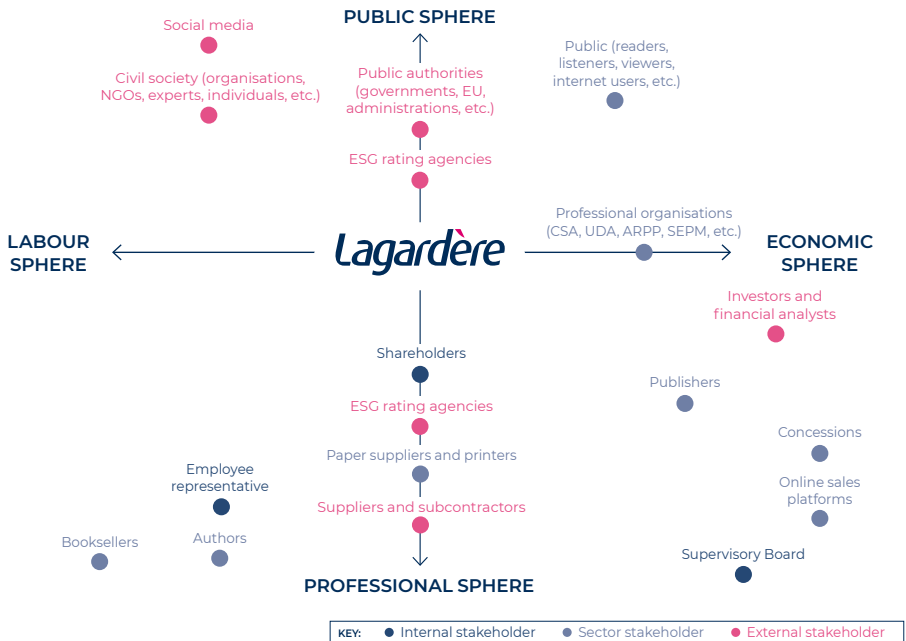 PUBLIC SPHERE
Social media
Public (readers,
listeners, viewers,
internet users, etc.)
Civil society (organisations,
NGOs, experts, individuals, etc.)
Public authorities
(governments, EU,
administrations, etc.)
ESG rating agencies
Professional organisations
(CSA, UDA, ARPP, SEPM, etc.)
LABOUR
SPHERE
Lagardère
ECONOMIC
SPHERE
Investors and
financial analysts
Shareholders
Publishers
ESG rating agencies
Concessions
Paper suppliers and printers
Employee
representative
Online sales
platforms
Suppliers and subcontractors
Booksellers
Authors
Supervisory Board
PROFESSIONAL SPHERE
KEY: Internal stakeholder Sector stakeholder External stakeholder